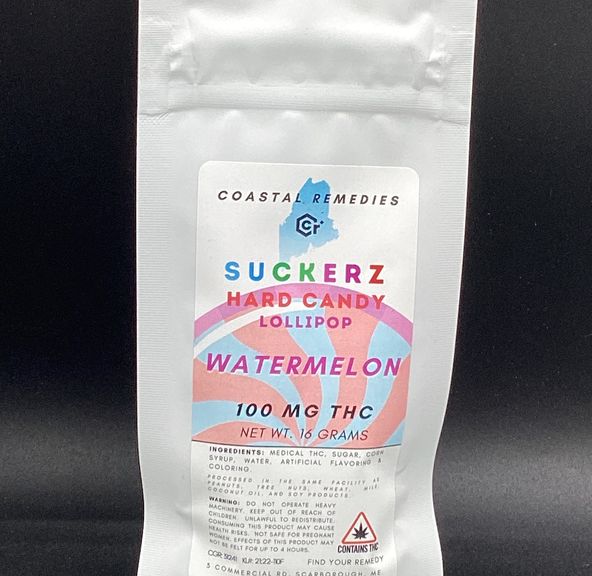 COASTAL REMEDIES
Cr+
SUCKERZ
HARD CANDY
LOLLIPOP
WATERMELON
100 MG THC
NET WT. 16 GRAMS
INGREDIENTS: MEDICAL THC, SUGAR, CORN
SYRUP, WATER, ARTIFICIAL FLAVORING &
COLORING.
PROCESSED IN THE SAME FACILITY AS
PEANUTS, TREE NUTS, WHEAT, MILK,
COCONUT OIL, AND SOY PRODUCTS.
WARNING: DO NOT OPERATE HEAVY
MACHINERY. KEEP OUT OF REACH OF
CHILDREN. UNLAWFUL TO REDISTRIBUTE.
CONSUMING THIS PRODUCT MAY CAUSE
HEALTH RISKS. NOT SAFE FOR PREGNANT
WOMEN. EFFECTS OF THIS PRODUCT MAY
NOT BE FELT FOR UP TO 4 HOURS.
CONTAINS THC
FIND YOUR REMEDY
3 COMMERCIAL RD, SCARBOROUGH, ME